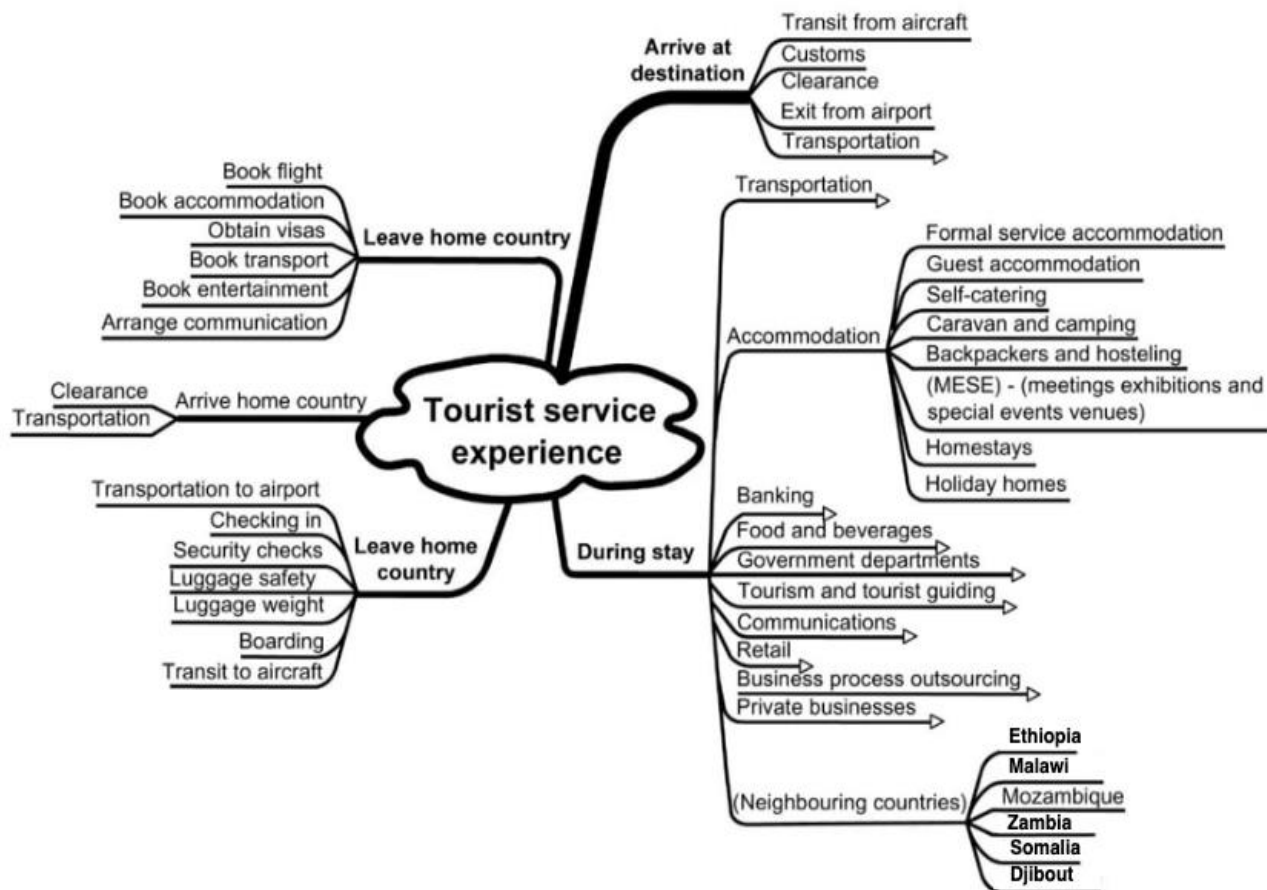 Tourist service
experience
Leave home country
Book flight
Book accommodation
Obtain visas
Book transport
Book entertainment
Arrange communication
Arrive at
destination
Transit from aircraft
Customs
Clearance
Exit from airport
Transportation
During stay
Transportation
Accommodation
Formal service accommodation
Guest accommodation
Self-catering
Caravan and camping
Backpackers and hosteling
(MESE) - (meetings exhibitions and
special events venues)
Homestays
Holiday homes
Banking
Food and beverages
Government departments
Tourism and tourist guiding
Communications
Retail
Business process outsourcing
Private businesses
(Neighbouring countries)
Ethiopia
Malawi
Mozambique
Zambia
Somalia
Djibout
Leave home
country
Transportation to airport
Checking in
Security checks
Luggage safety
Luggage weight
Boarding
Transit to aircraft
Arrive home country
Clearance
Transportation